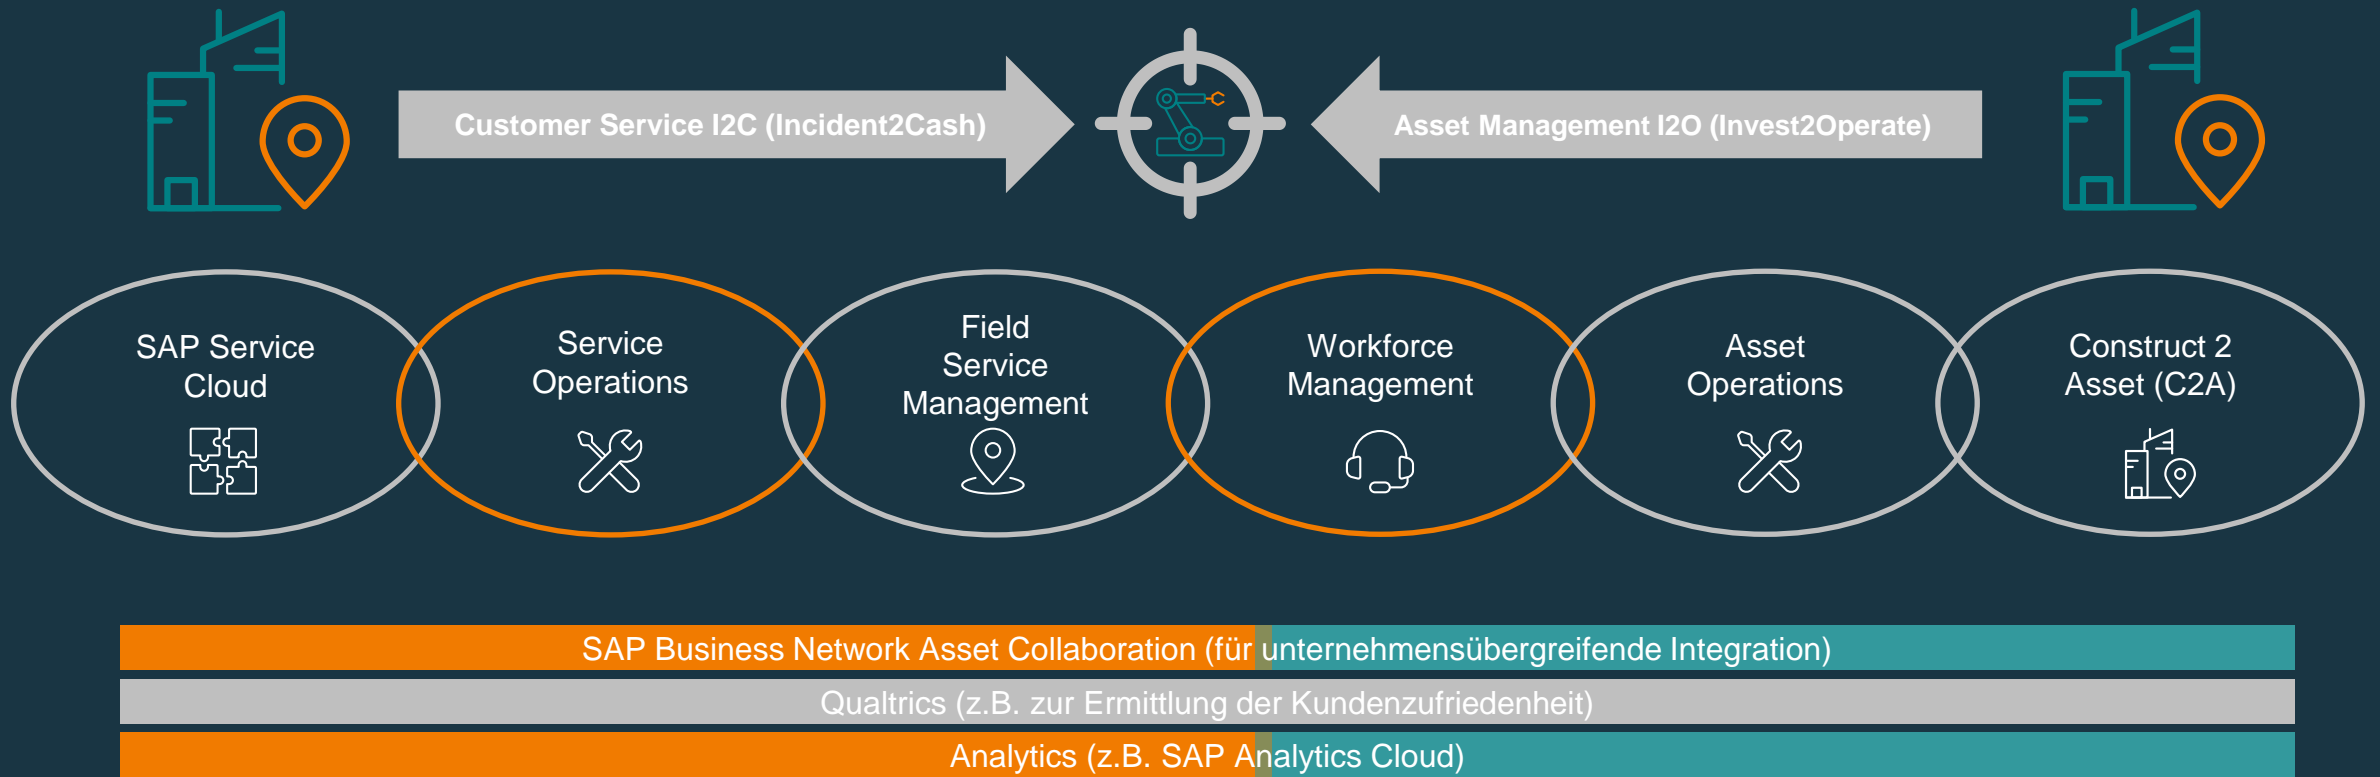 Customer Service I2C (Incident2Cash)
Asset Management I2O (Invest2Operate)
SAP Service
Cloud
Service
Operations
Field
Service
Management
Workforce
Management
Asset
Operations
Construct 2
Asset (C2A)
SAP Business Network Asset Collaboration (für unternehmensübergreifende Integration)
Qualtrics (z.B. zur Ermittlung der Kundenzufriedenheit)
Analytics (z.B. SAP Analytics Cloud)